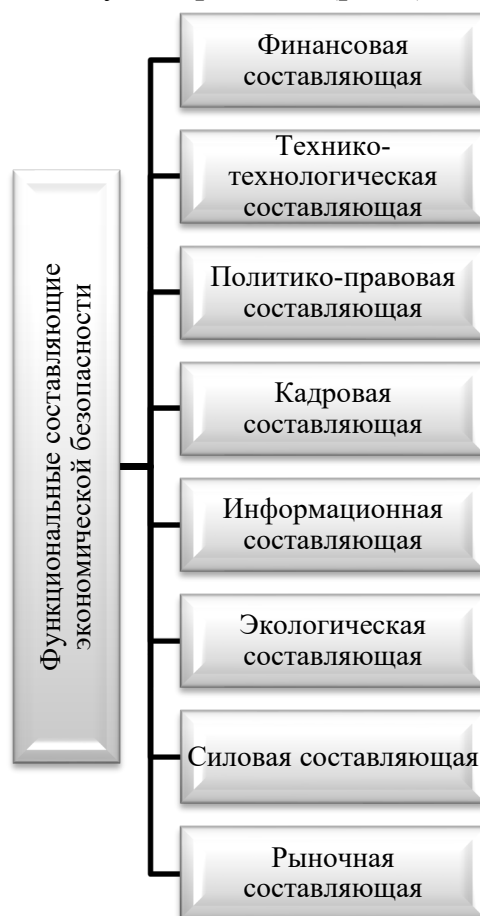 Финансовая
составляющая
Технико-
технологическая
составляющая
Политико-правовая
составляющая
Функциональные составляющие
экономической безопасности
Кадровая
составляющая
Информационная
составляющая
Экологическая
составляющая
Силовая составляющая
Рыночная
составляющая